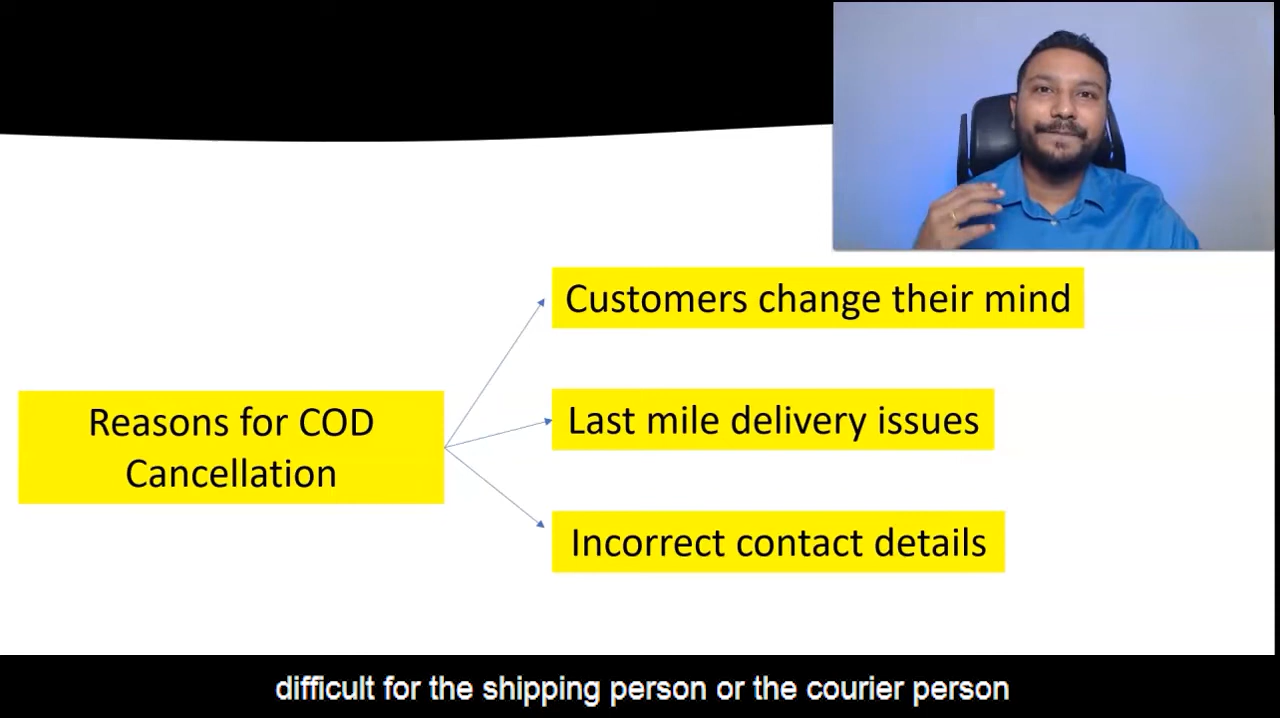 Customers change their mind
Reasons for COD
Cancellation
Last mile delivery issues
Incorrect contact details
difficult for the shipping person or the courier person